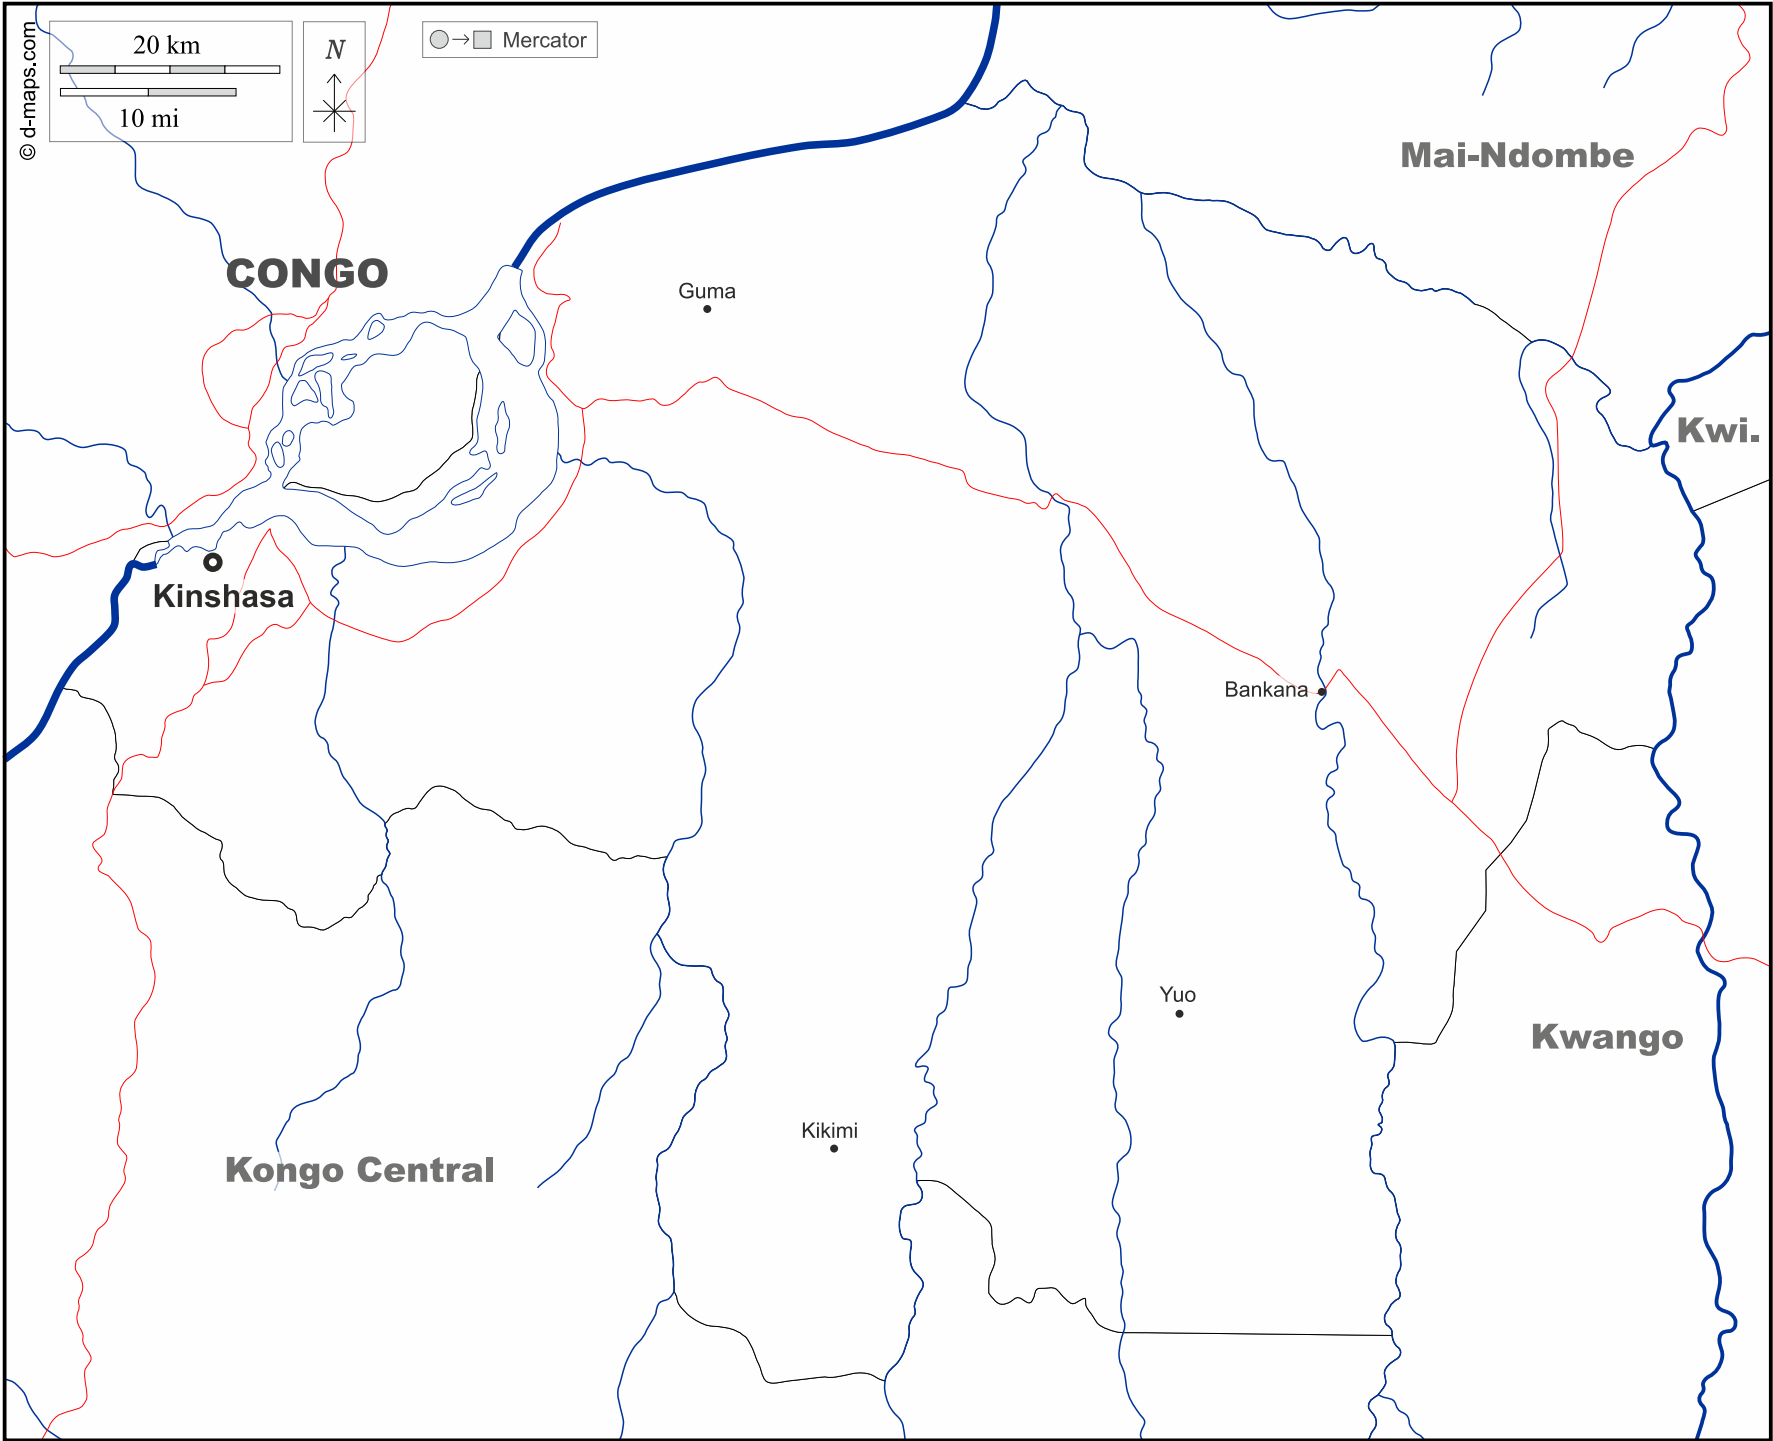 © d-maps.com
20 km
10 mi
N
Mercator
Mai-Ndombe
CONGO
Guma
Kwi.
Kinshasa
Bankana
Yuo
Kwango
Kikimi
Kongo Central